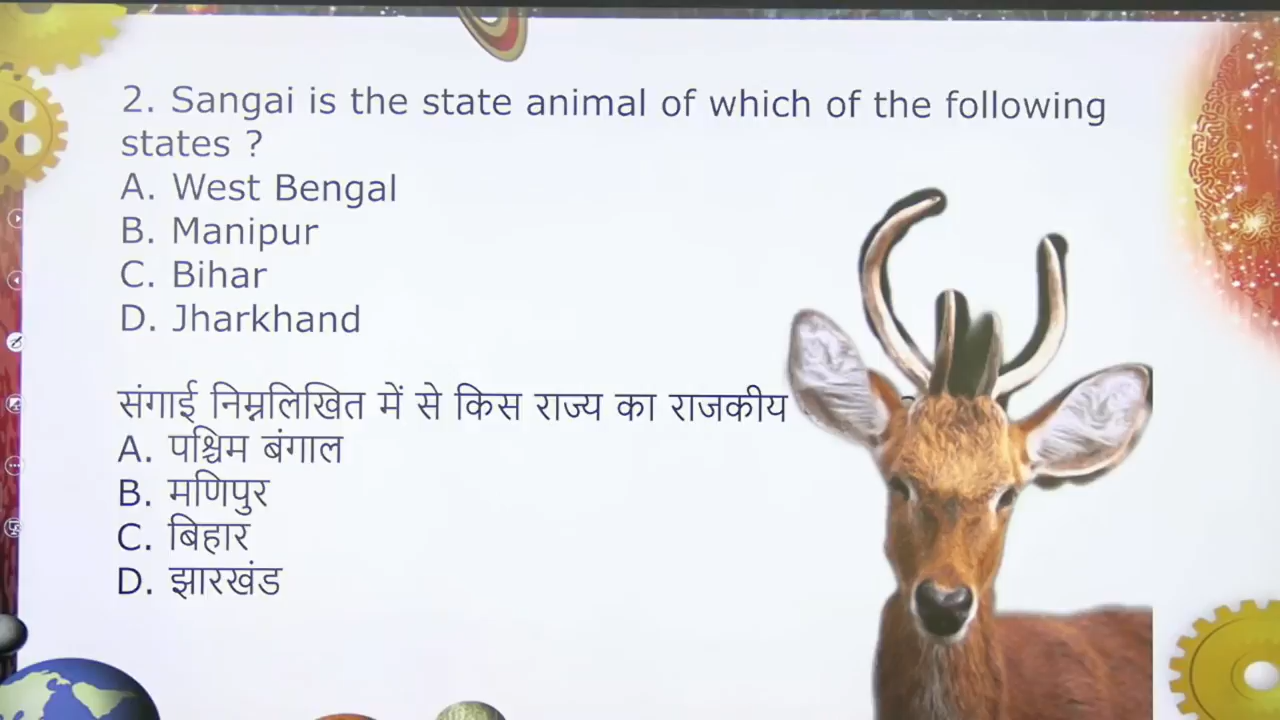 2. Sangai is the state animal of which of the following
states ?
A. West Bengal
B. Manipur
C. Bihar
D. Jharkhand
संगाई निम्नलिखित में से किस राज्य का राजकीय
A. पश्चिम बंगाल
B. मणिपुर
C. बिहार
D. झारखंड